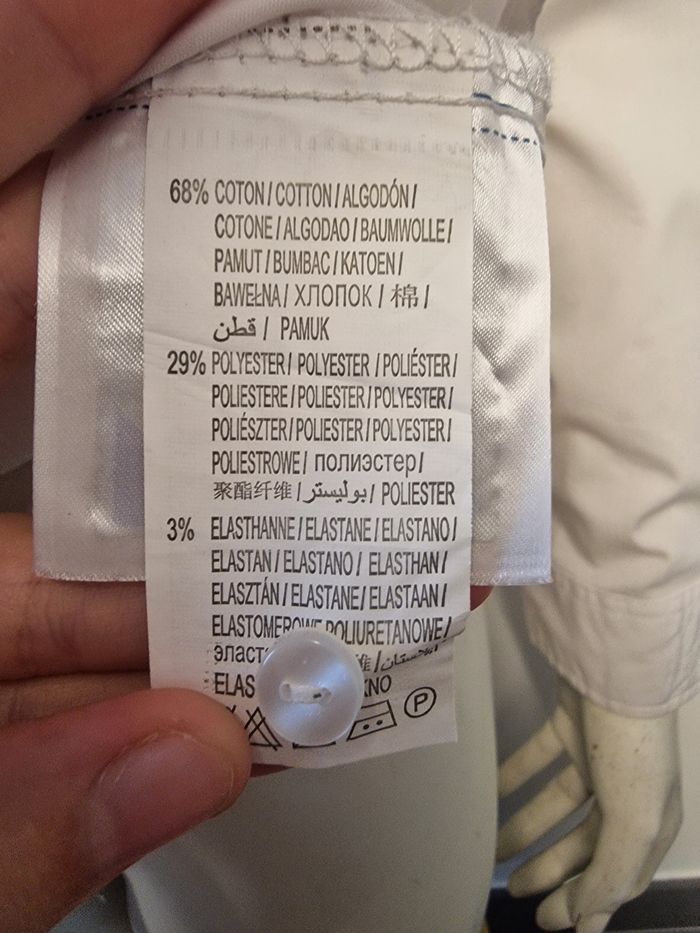 68% COTON / COTTON / ALGODÓN /
COTONE / ALGODAO / BAUMWOLLE /
PAMUT / BUMBAC / KATOEN /
BAWEŁNA / ХЛОПОК / 棉 /
قطن / PAMUK
29% POLYESTER / POLYESTER / POLIÉSTER /
POLIESTERE / POLIESTER / POLYESTER /
POLIÉSZTER / POLIESTER / POLYESTER /
POLIESTROWE / полиэстер /
聚酯纤维 / بوليستر / POLIESTER
3% ELASTHANNE / ELASTANE / ELASTANO /
ELASTAN / ELASTANO / ELASTHAN /
ELASZTÁN / ELASTANE / ELASTAAN /
ELASTOMEROWE POLIURETANOWE /
P